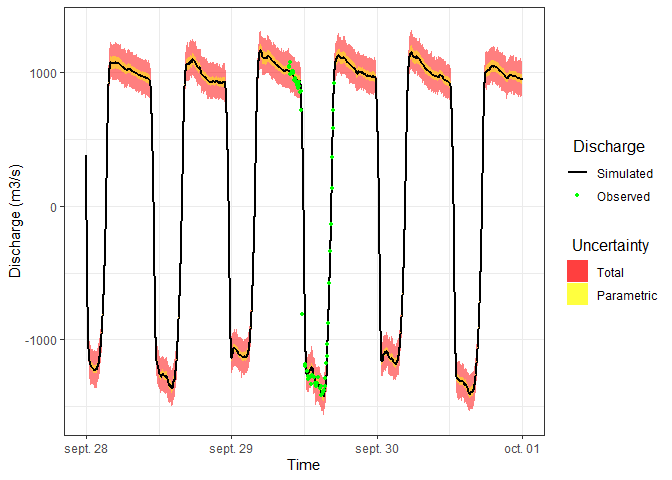 Discharge (m3/s)
1000
0
-1000
sept. 28
sept. 29
sept. 30
oct. 01
Time
Discharge
Simulated
Observed
Uncertainty
Total
Parametric